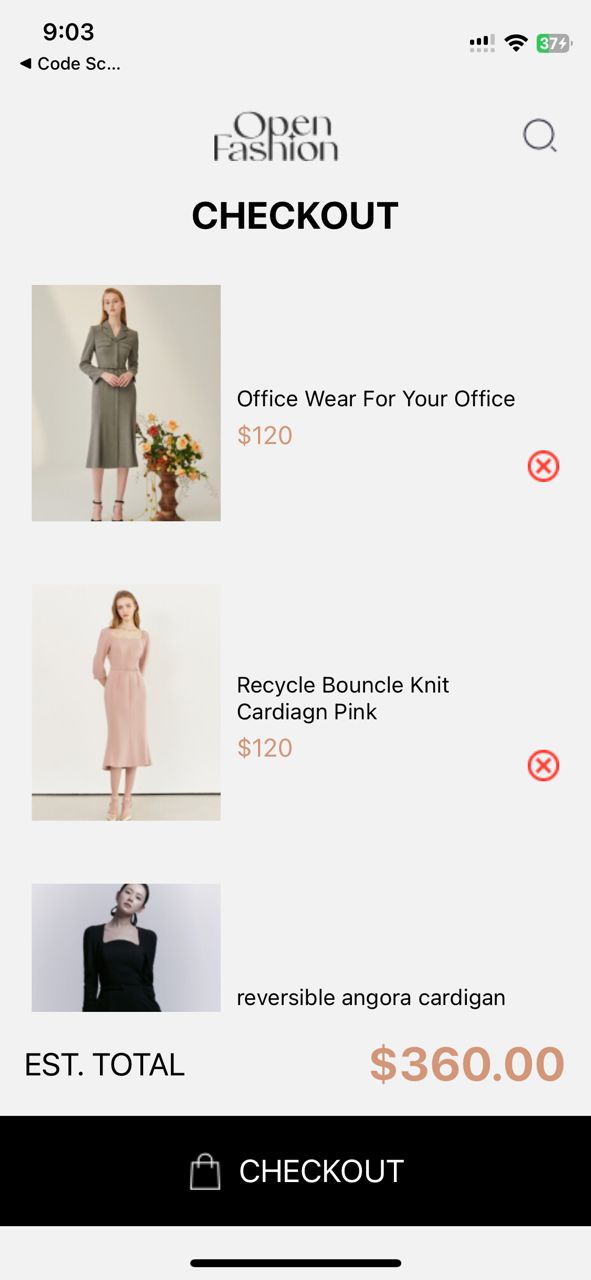 9:03
37
◀ Code Sc...
Open
Fashion
CHECKOUT
Office Wear For Your Office
$120
Recycle Bouncle Knit
Cardiagn Pink
$120
reversible angora cardigan
EST. TOTAL
$360.00
CHECKOUT